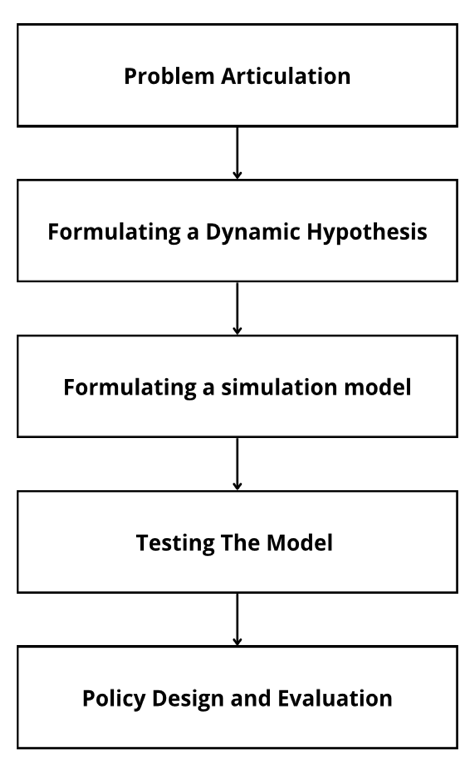 Problem Articulation
Formulating a Dynamic Hypothesis
Formulating a simulation model
Testing The Model
Policy Design and Evaluation